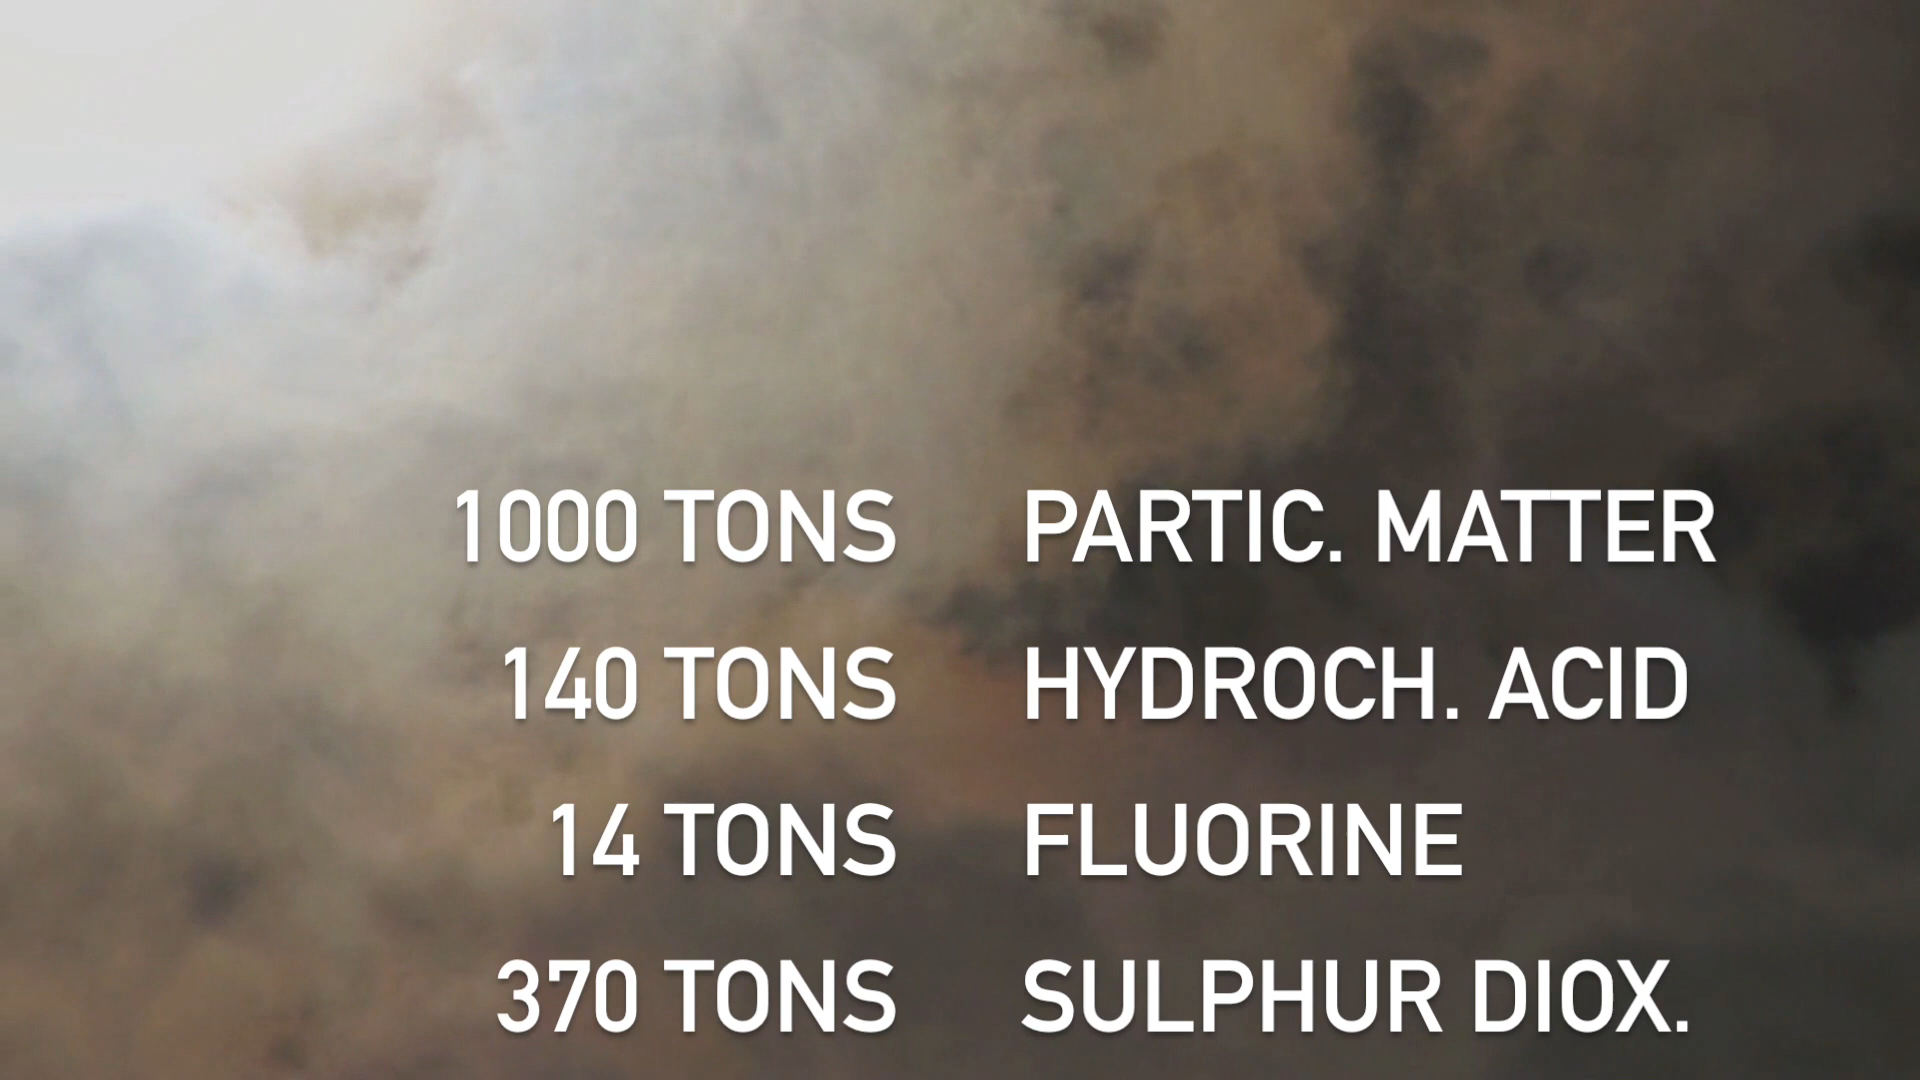 1000 TONS PARTIC. MATTER
140 TONS HYDROCH. ACID
14 TONS FLUORINE
370 TONS SULPHUR DIOX.